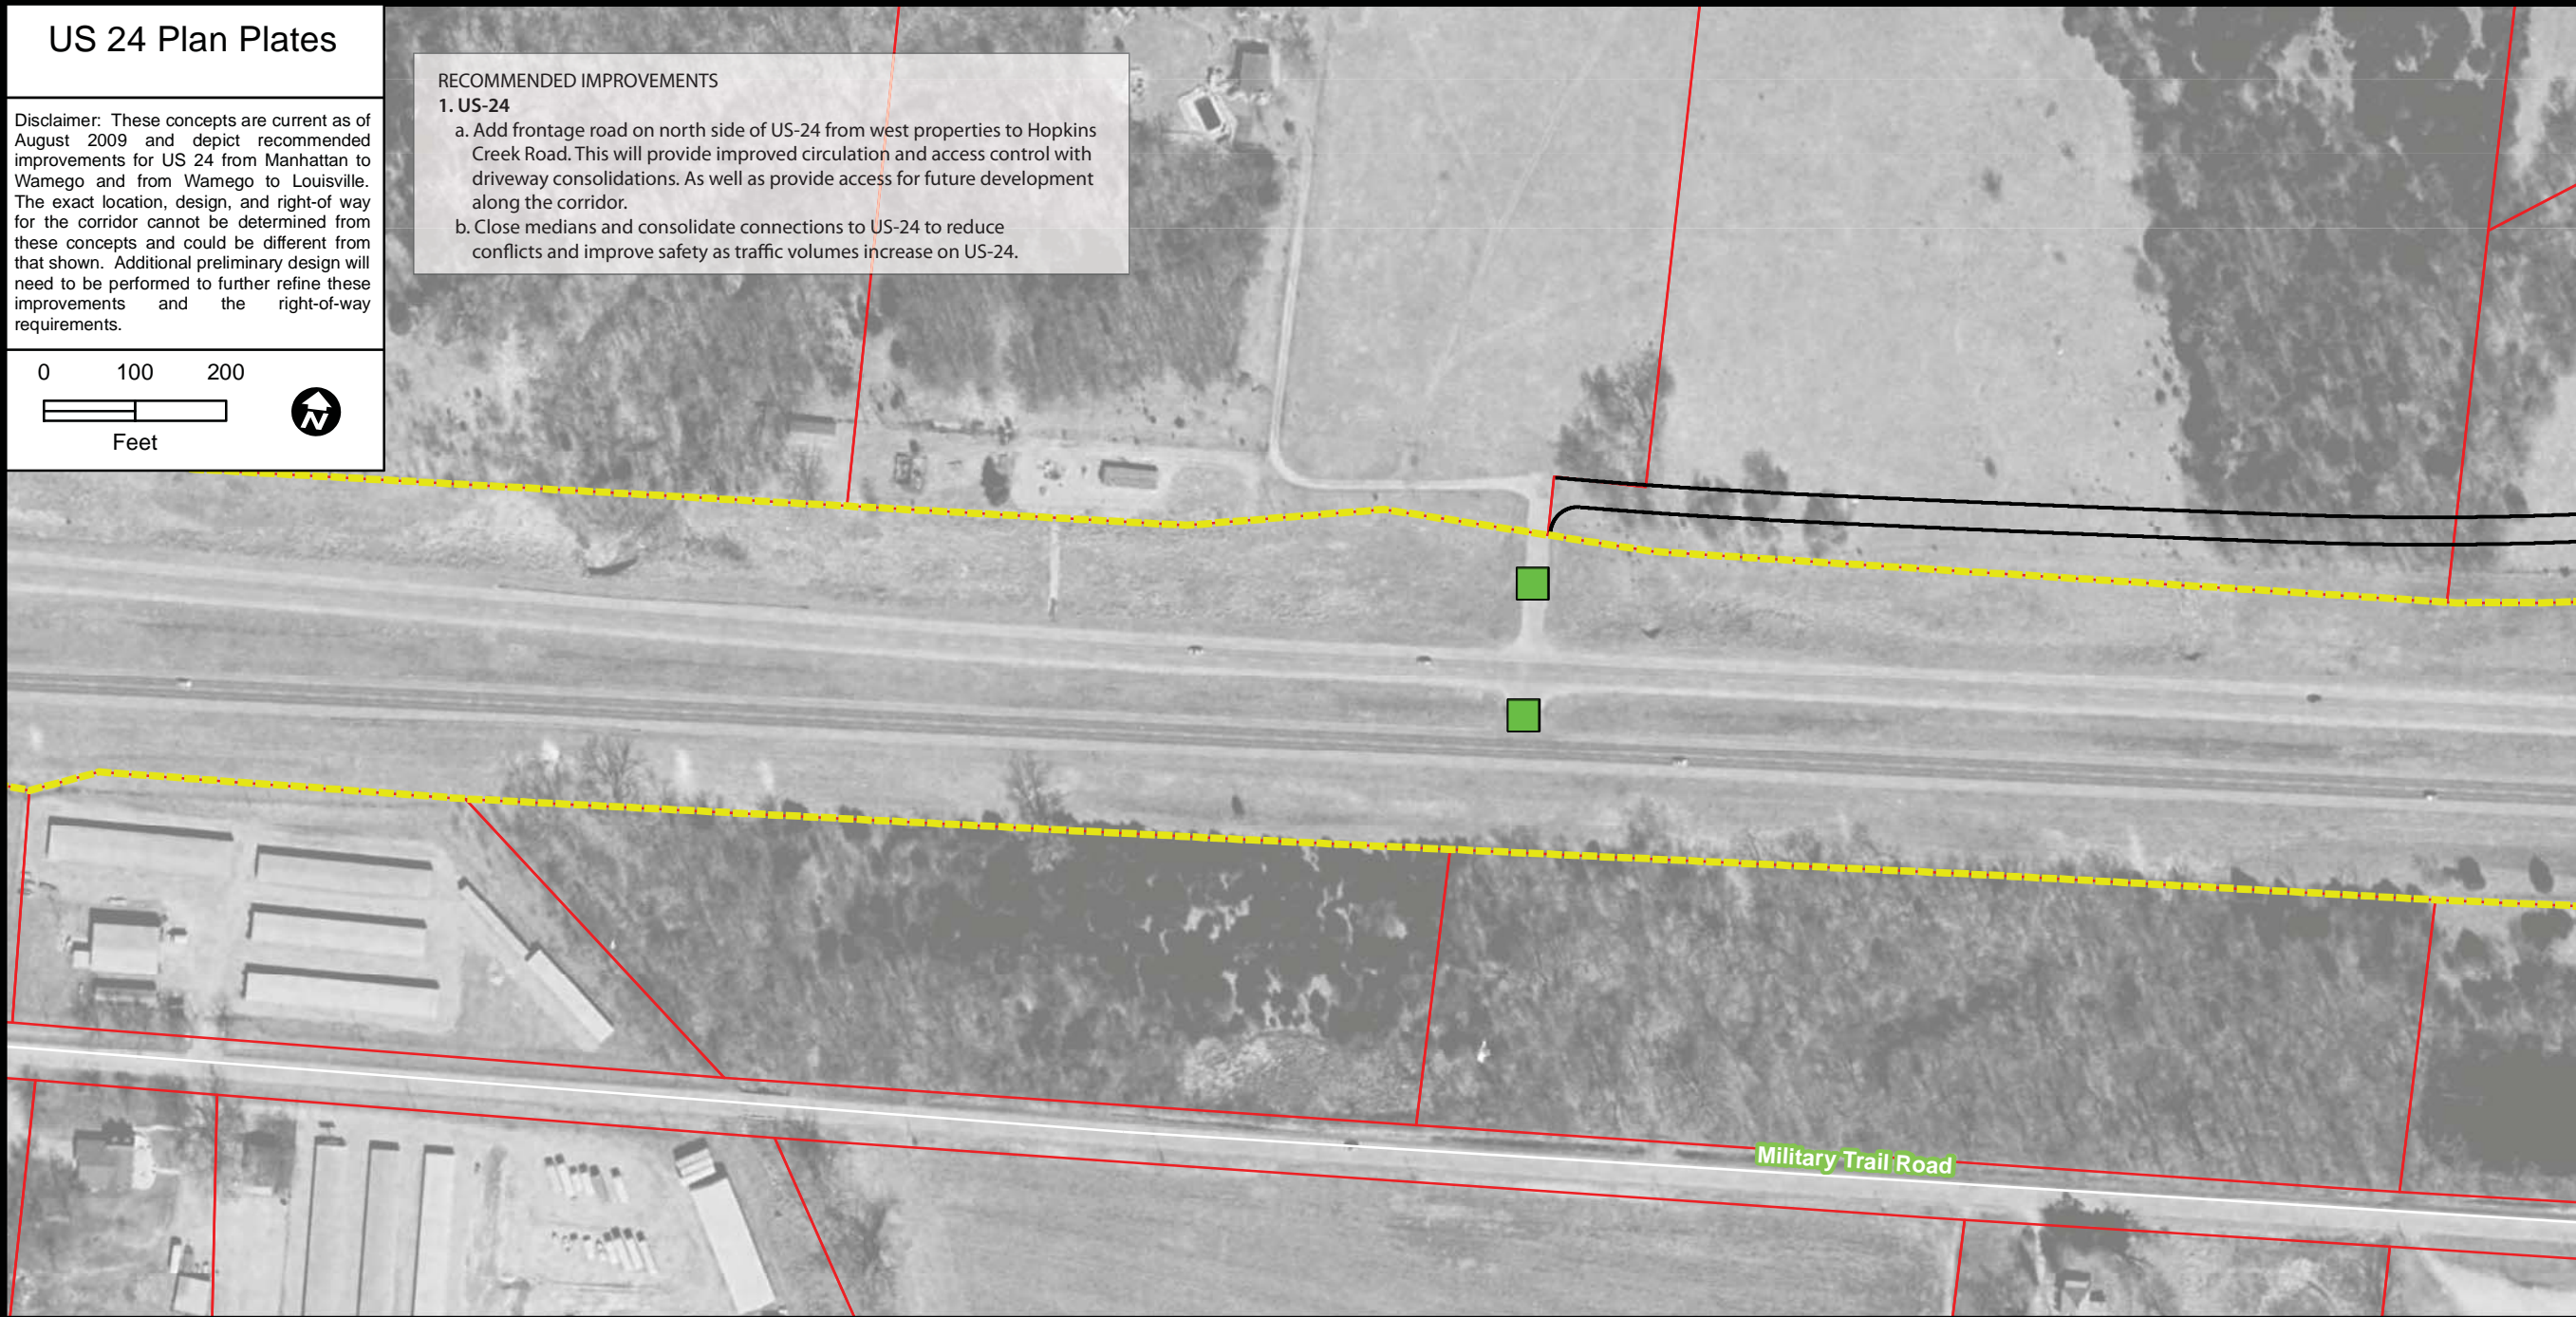 US 24 Plan Plates
Disclaimer: These concepts are current as of
August 2009 and depict recommended
improvements for US 24 from Manhattan to
Wamego and from Wamego to Louisville.
The exact location, design, and right-of way
for the corridor cannot be determined from
these concepts and could be different from
that shown. Additional preliminary design will
need to be performed to further refine these
improvements and the right-of-way
requirements.
0 100 200
Feet
N
RECOMMENDED IMPROVEMENTS
1. US-24
a. Add frontage road on north side of US-24 from west properties to Hopkins
Creek Road. This will provide improved circulation and access control with
driveway consolidations. As well as provide access for future development
along the corridor.
b. Close medians and consolidate connections to US-24 to reduce
conflicts and improve safety as traffic volumes increase on US-24.
Military Trail Road